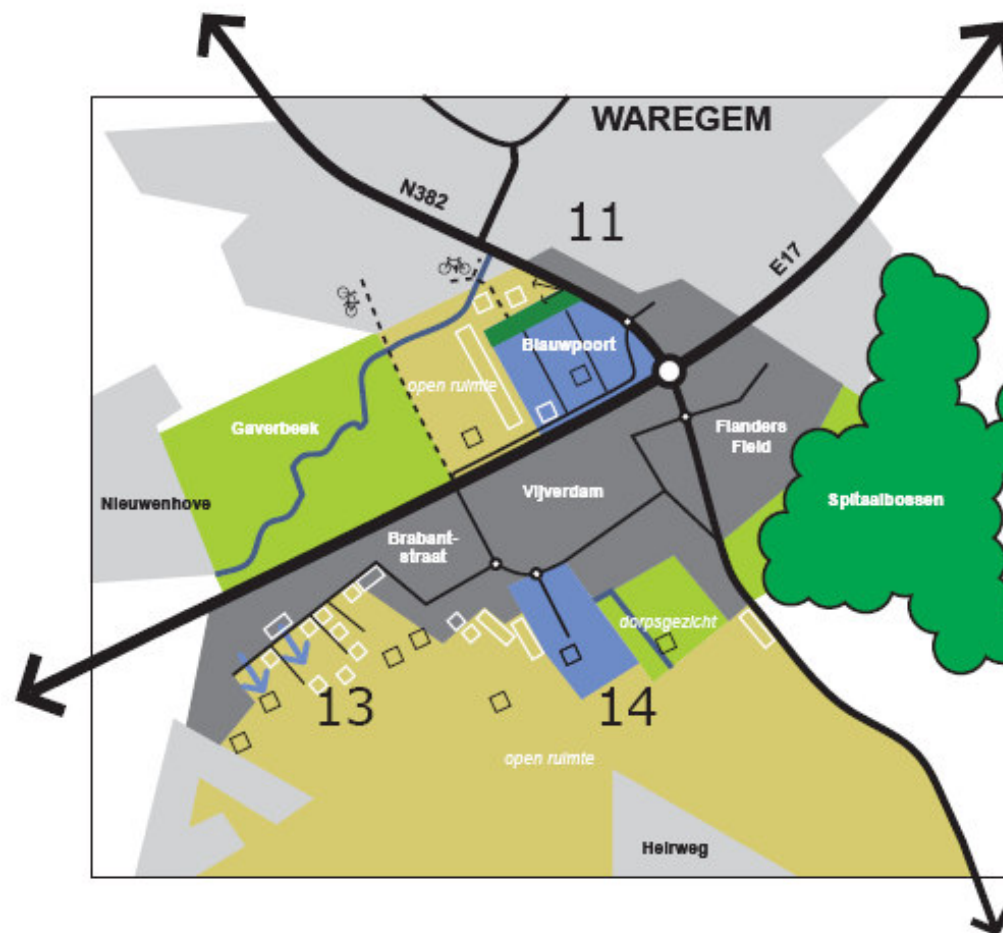 WAREGEM
N382
11
E17
Blauwpoort
open ruimte
Gaverbeek
Flanders
Field
Vijverdam
Nieuwenhove
Spitaalbossen
Brabant-
straat
dorpsgezicht
13
14
open ruimte
Heirweg